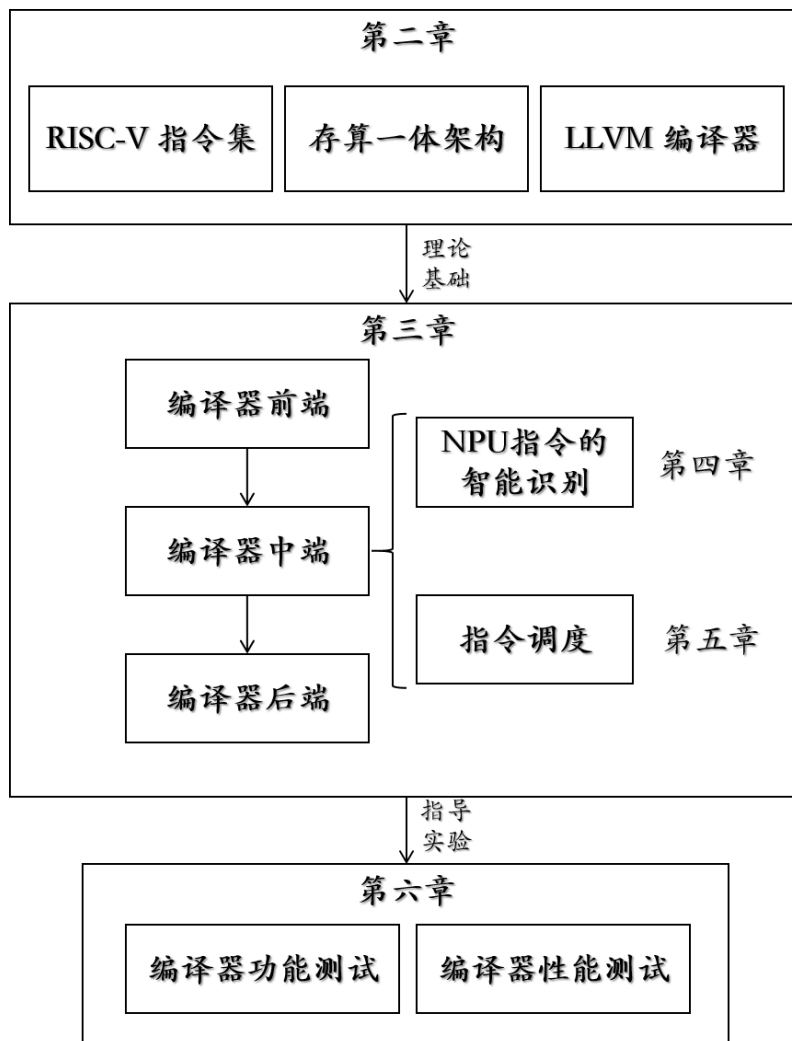 第二章
RISC-V 指令集
存算一体架构
LLVM 编译器
理论
基础
第三章
编译器前端
NPU指令的
智能识别
第四章
编译器中端
指令调度
第五章
编译器后端
指导
实验
第六章
编译器功能测试
编译器性能测试